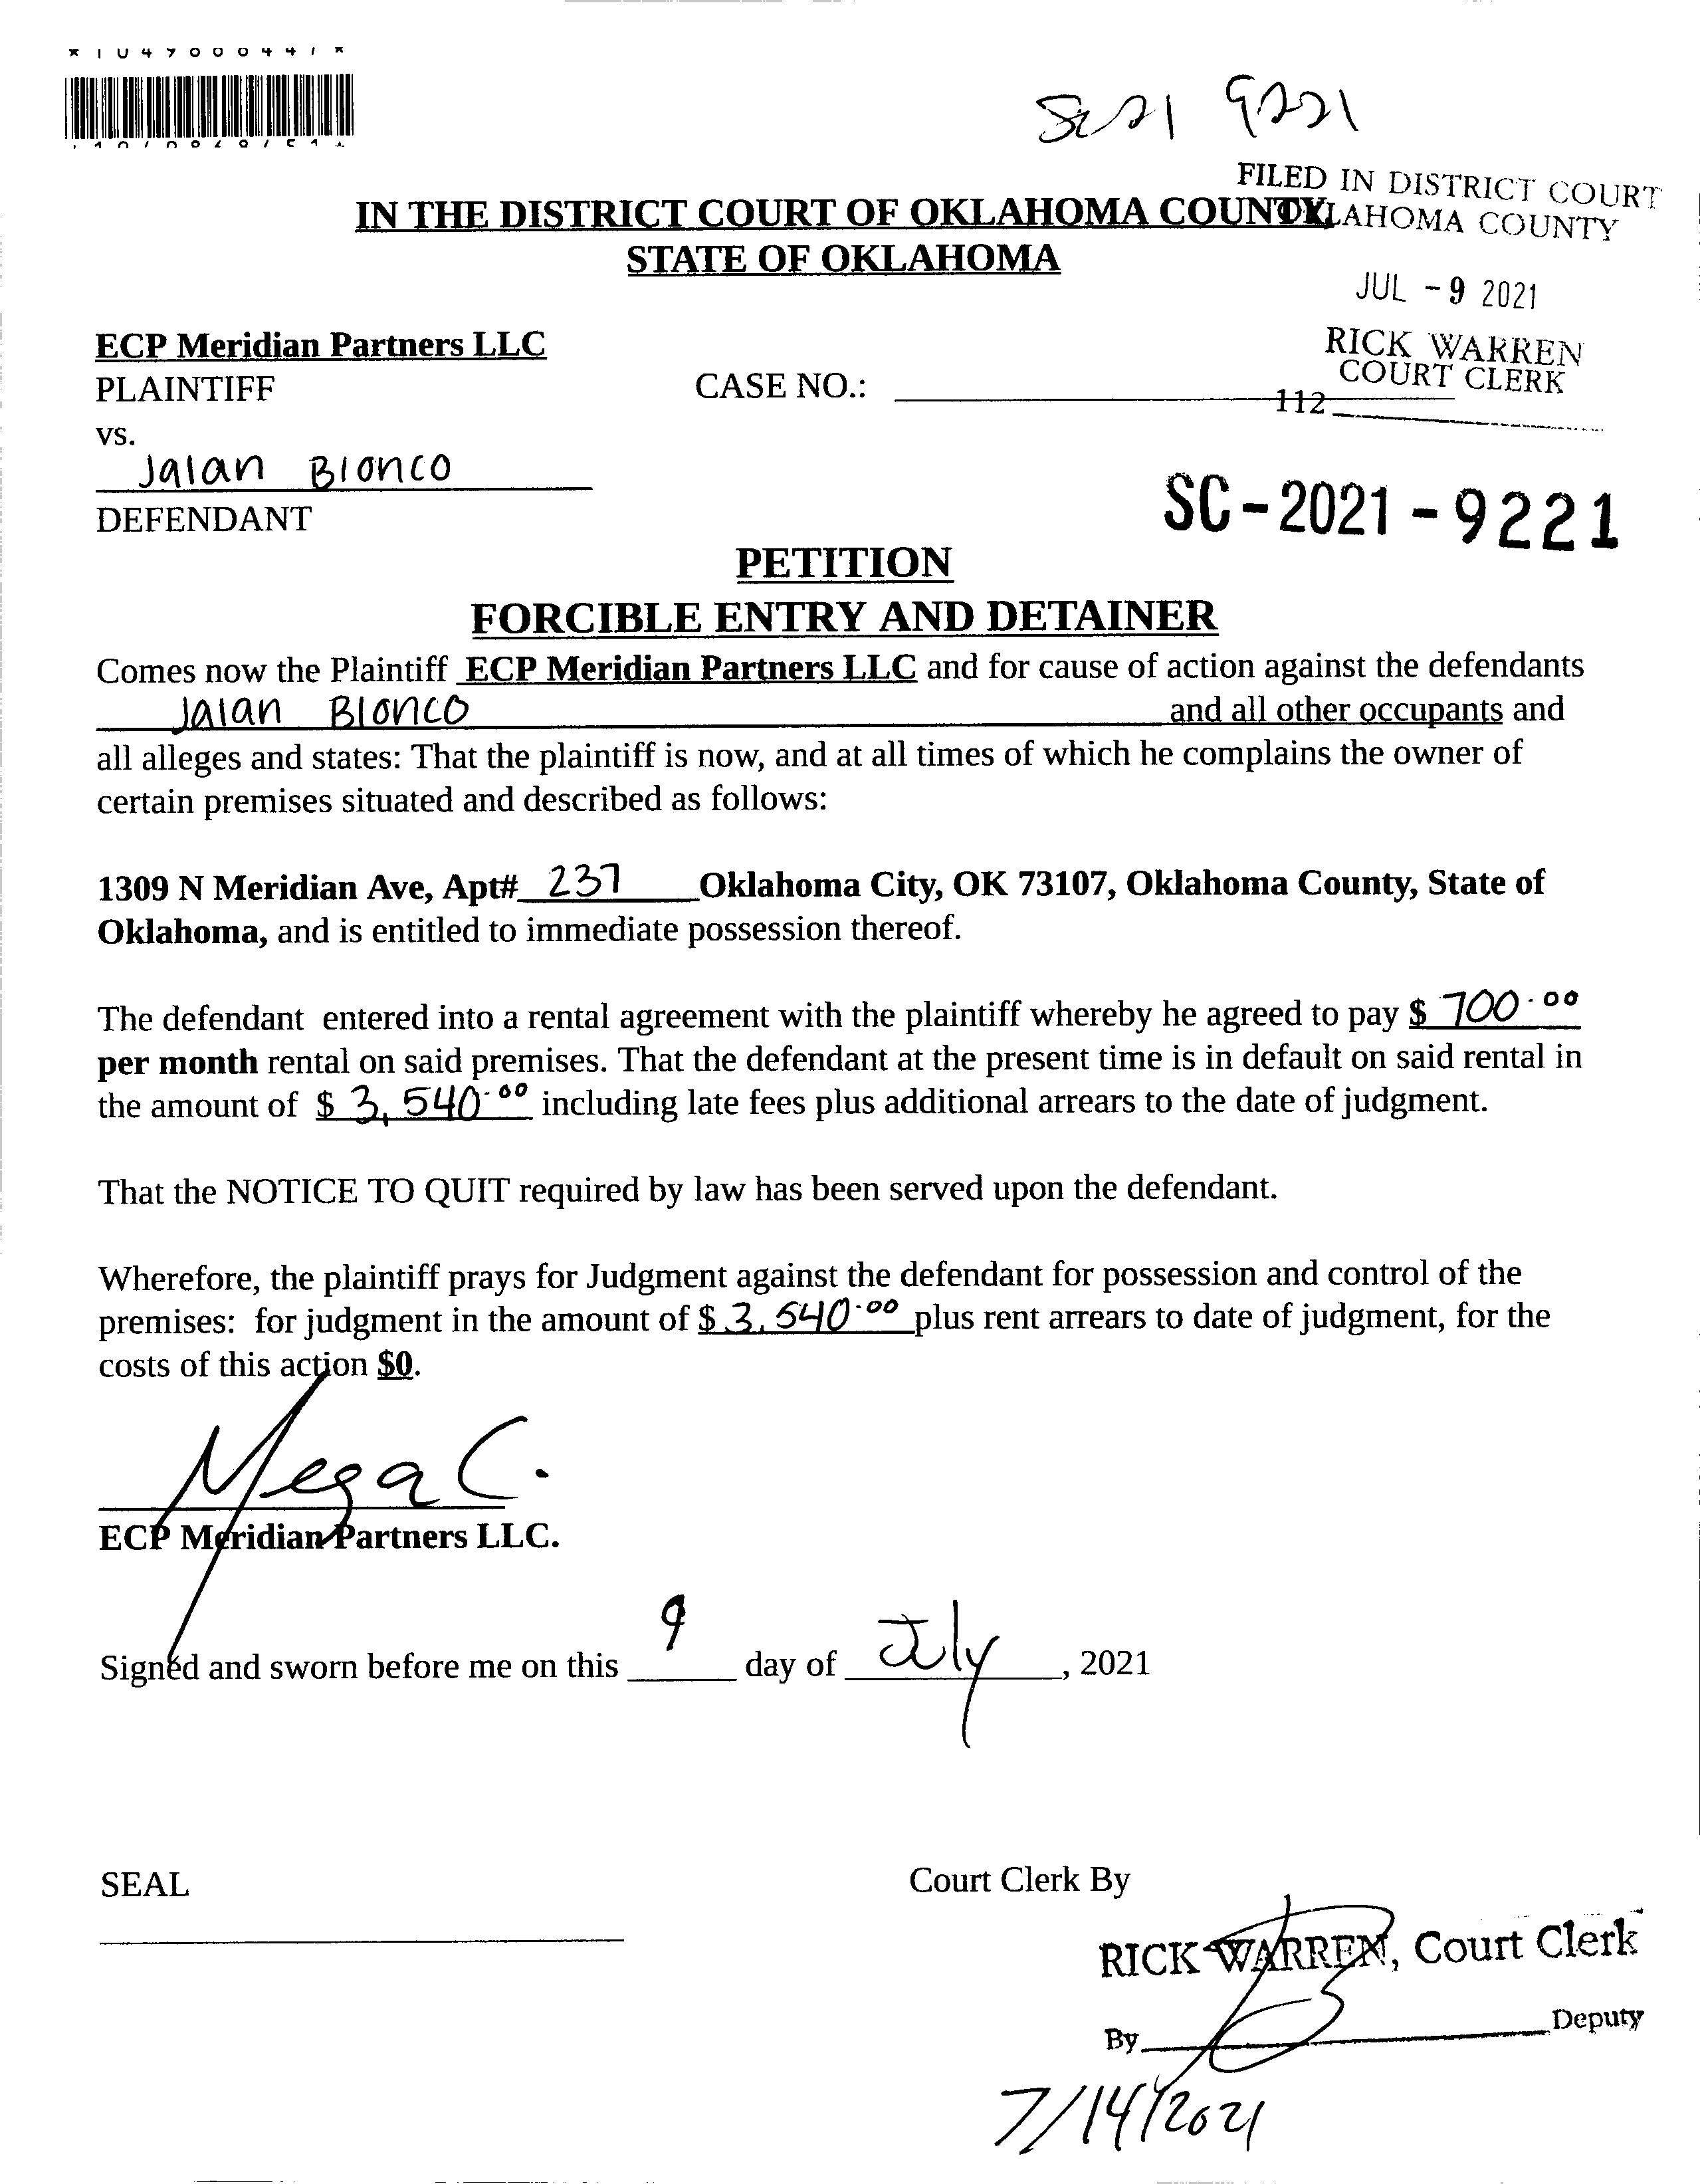 SC 21 9221
FILED IN DISTRICT COURT
OKLAHOMA COUNTY
IN THE DISTRICT COURT OF OKLAHOMA COUNTY,
STATE OF OKLAHOMA
JUL - 9 2021
RICK WARREN
COURT CLERK
112
ECP Meridian Partners LLC
PLAINTIFF
CASE NO.:
vs.
Jalan Blonco
DEFENDANT
SC - 2021 - 9221
PETITION
FORCIBLE ENTRY AND DETAINER
Comes now the Plaintiff ECP Meridian Partners LLC and for cause of action against the defendants
Jalan Blonco and all other occupants and
all alleges and states: That the plaintiff is now, and at all times of which he complains the owner of
certain premises situated and described as follows:
1309 N Meridian Ave, Apt# 237 Oklahoma City, OK 73107, Oklahoma County, State of
Oklahoma, and is entitled to immediate possession thereof.
The defendant entered into a rental agreement with the plaintiff whereby he agreed to pay $ 700.00
per month rental on said premises. That the defendant at the present time is in default on said rental in
the amount of $ 3,540.00 including late fees plus additional arrears to the date of judgment.
That the NOTICE TO QUIT required by law has been served upon the defendant.
Wherefore, the plaintiff prays for Judgment against the defendant for possession and control of the
premises: for judgment in the amount of $ 3,540.00 plus rent arrears to date of judgment, for the
costs of this action $0.
Mega C.
ECP Meridian Partners LLC.
Signed and sworn before me on this 9 day of July, 2021
SEAL
Court Clerk By
RICK WARREN, Court Clerk
By Deputy
7/14/2021